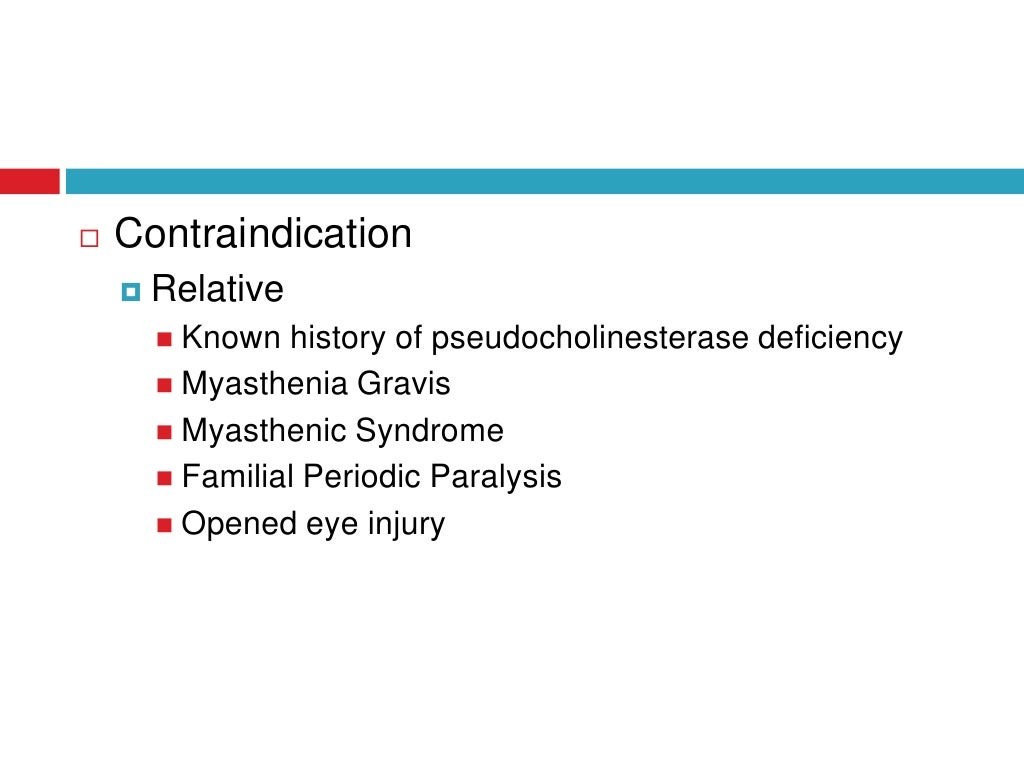 Contraindication
Relative
Known history of pseudocholinesterase deficiency
Myasthenia Gravis
Myasthenic Syndrome
Familial Periodic Paralysis
Opened eye injury